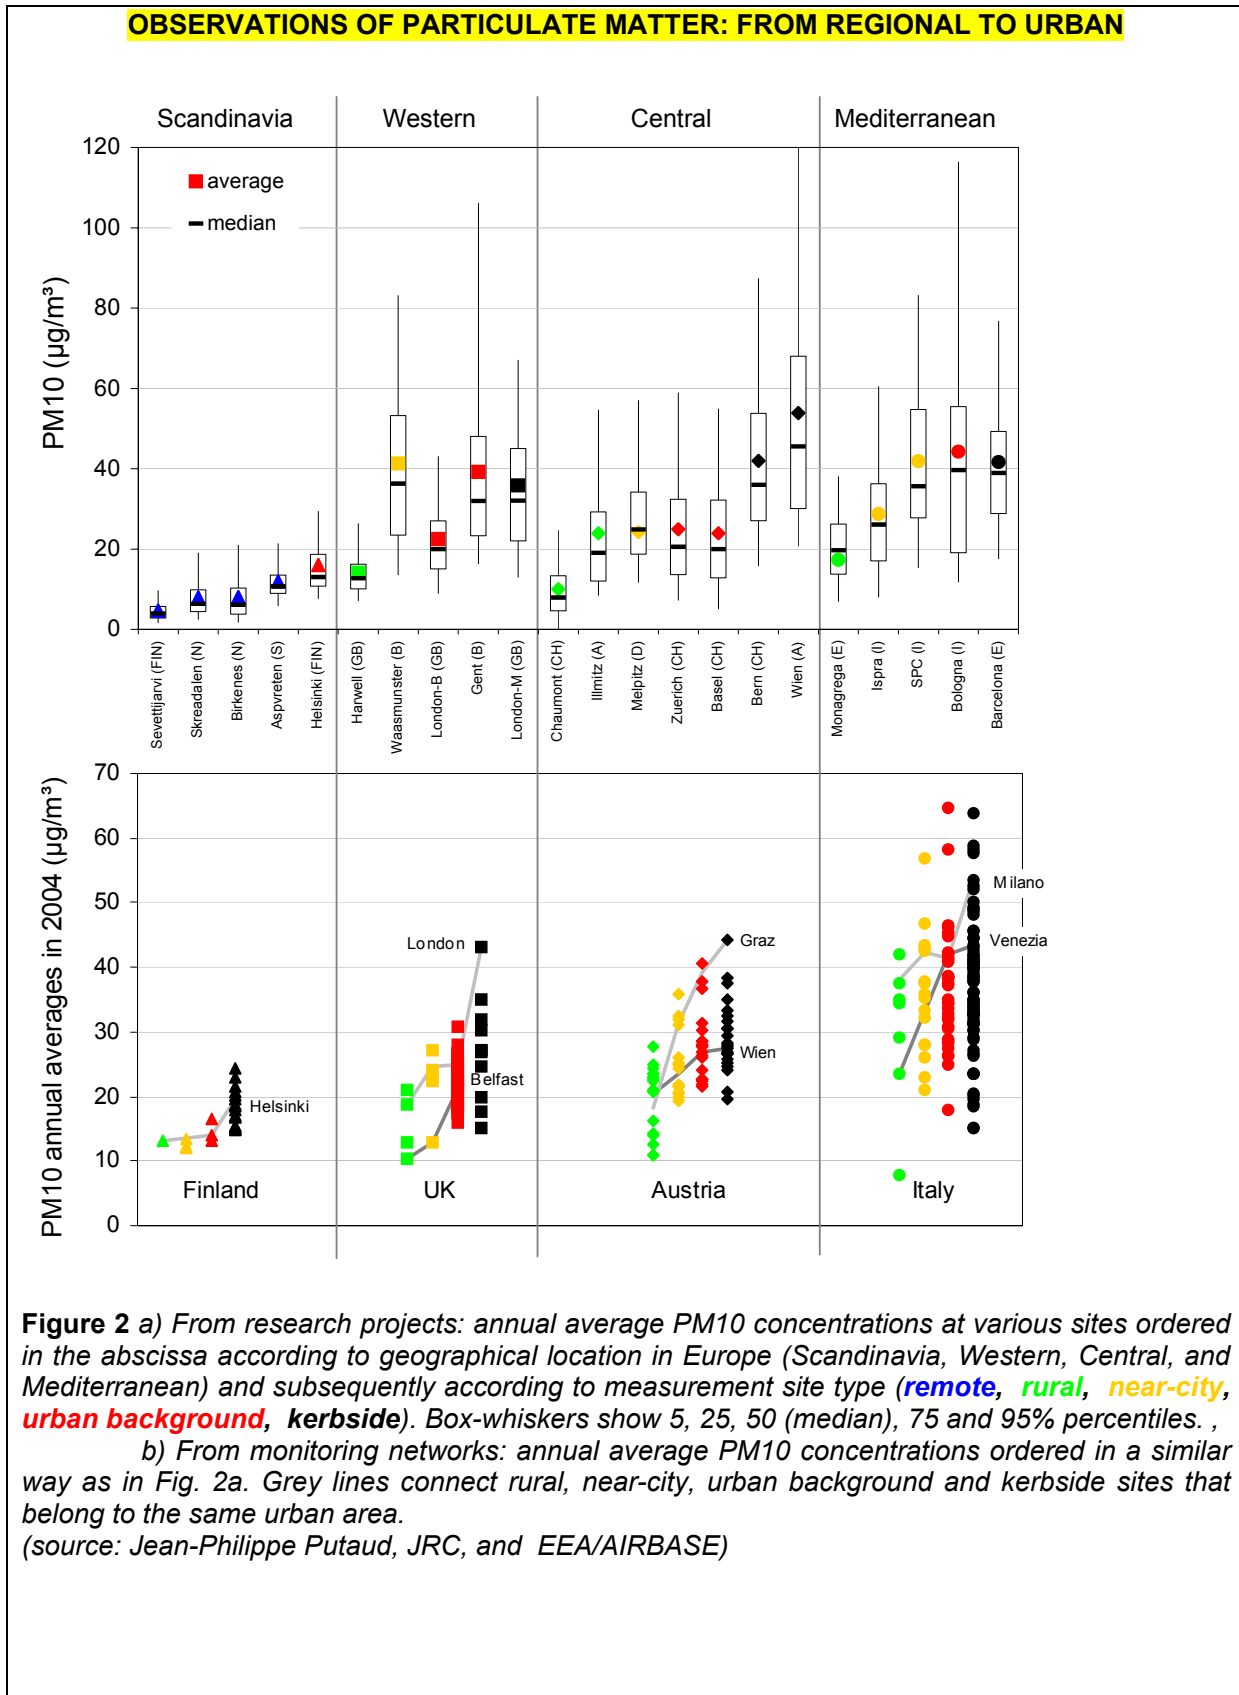 OBSERVATIONS OF PARTICULATE MATTER: FROM REGIONAL TO URBAN
Scandinavia
Western
Central
Mediterranean
average
median
PM10 (µg/m³)
120
100
80
60
40
20
0
Sevettijarvi (FIN)
Skreadalen (N)
Birkenes (N)
Aspvreten (S)
Helsinki (FIN)
Harwell (GB)
Waasmunster (B)
London-B (GB)
Gent (B)
London-M (GB)
Chaumont (CH)
Illmitz (A)
Melpitz (D)
Zuerich (CH)
Basel (CH)
Bern (CH)
Wien (A)
Monagrega (E)
Ispra (I)
SPC (I)
Bologna (I)
Barcelona (E)
PM10 annual averages in 2004 (µg/m³)
70
60
50
40
30
20
10
0
Helsinki
Finland
London
Belfast
UK
Graz
Wien
Austria
Milano
Venezia
Italy
Figure 2 a) From research projects: annual average PM10 concentrations at various sites ordered
in the abscissa according to geographical location in Europe (Scandinavia, Western, Central, and
Mediterranean) and subsequently according to measurement site type (remote, rural, near-city,
urban background, kerbside). Box-whiskers show 5, 25, 50 (median), 75 and 95% percentiles. ,
b) From monitoring networks: annual average PM10 concentrations ordered in a similar
way as in Fig. 2a. Grey lines connect rural, near-city, urban background and kerbside sites that
belong to the same urban area.
(source: Jean-Philippe Putaud, JRC, and EEA/AIRBASE)